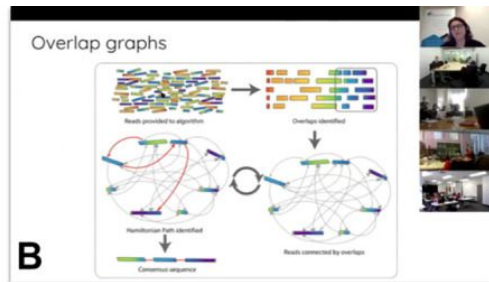 Overlap graphs
Reads provided to algorithm
Overlaps identified
Hamiltonian Path identified
Reads connected by overlaps
Consensus sequence
B